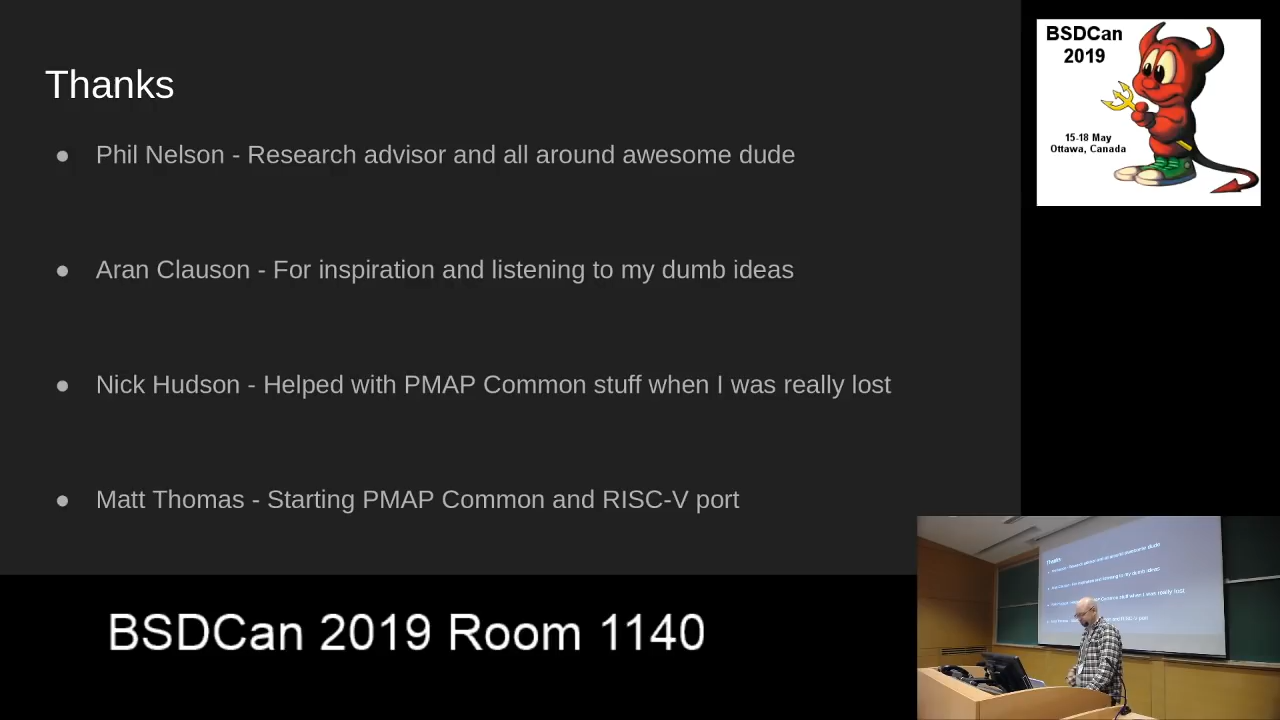 Thanks
● Phil Nelson - Research advisor and all around awesome dude
● Aran Clauson - For inspiration and listening to my dumb ideas
● Nick Hudson - Helped with PMAP Common stuff when I was really lost
● Matt Thomas - Starting PMAP Common and RISC-V port
BSDCan
2019
15-18 May
Ottawa, Canada
BSDCan 2019 Room 1140